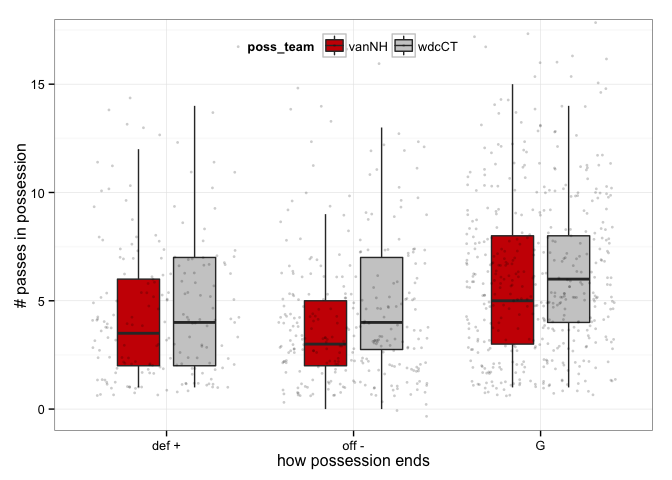 poss_team vanNH wdcCT
15
10
5
0
# passes in possession
def + off - G
how possession ends